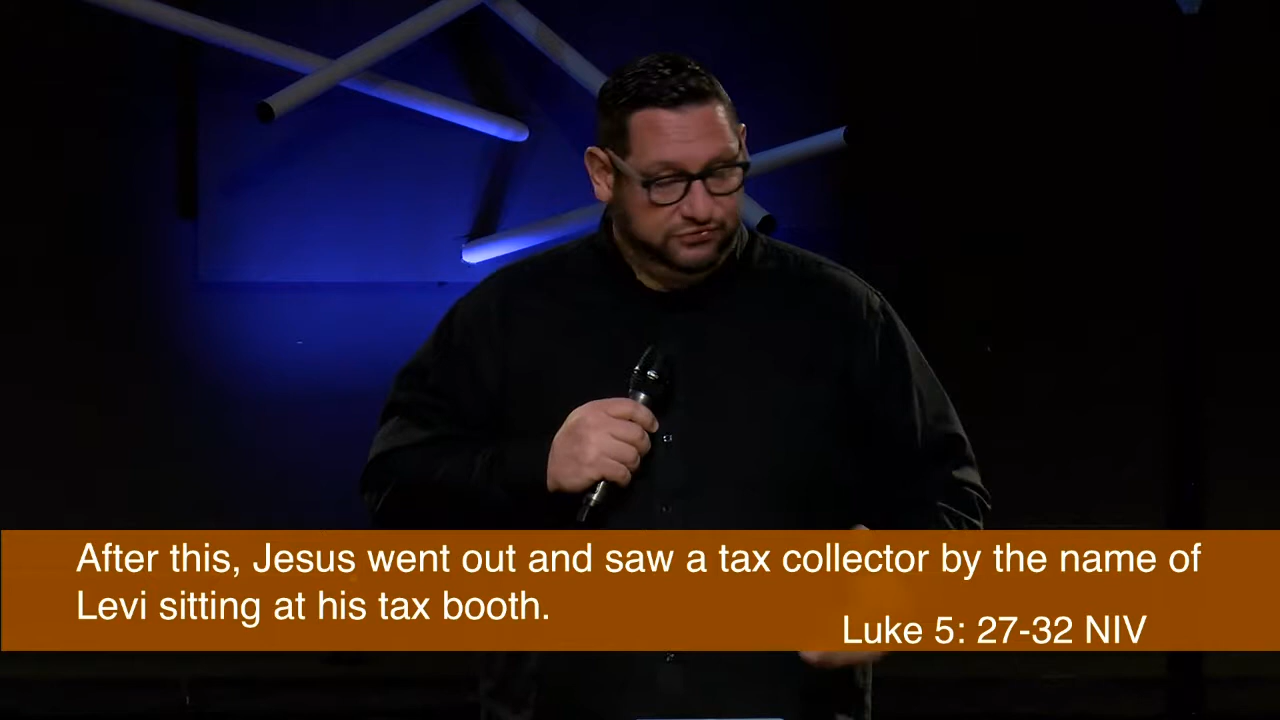 After this, Jesus went out and saw a tax collector by the name of
Levi sitting at his tax booth.
Luke 5: 27-32 NIV